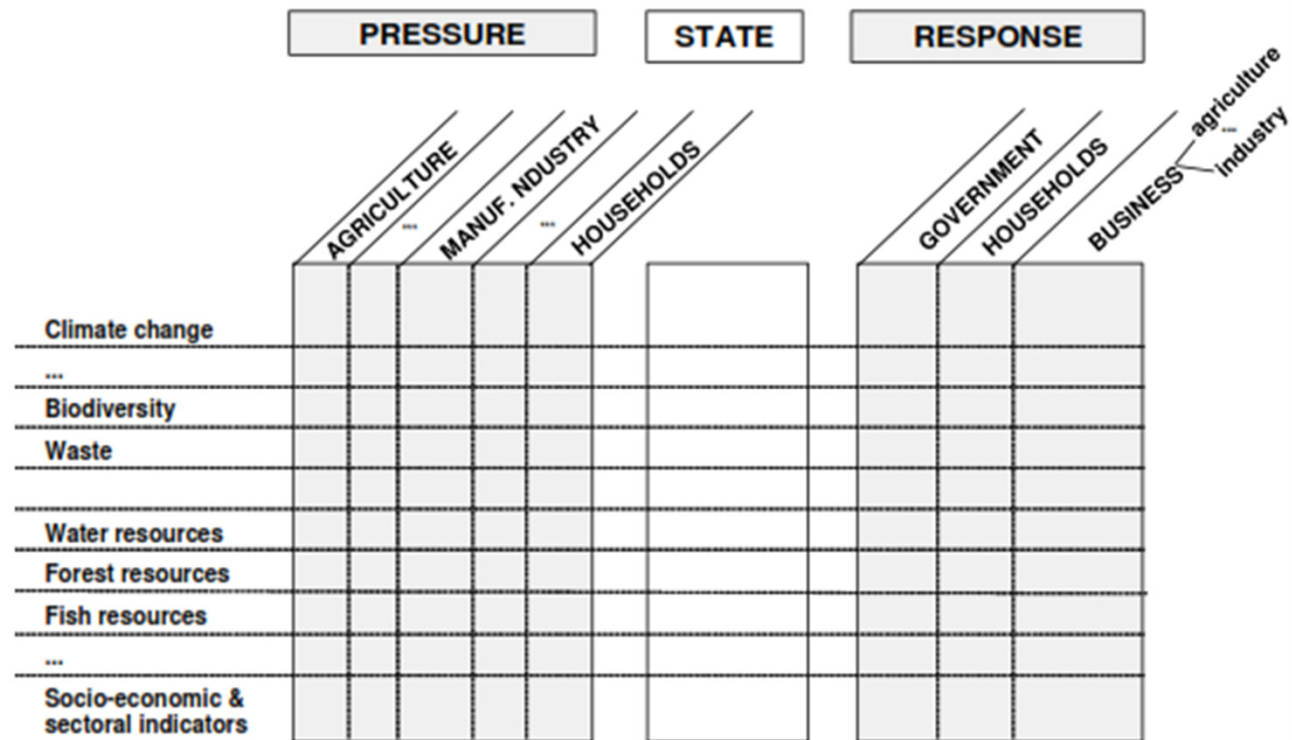 PRESSURE
STATE
RESPONSE
AGRICULTURE
...
MANUF. NDUSTRY
...
HOUSEHOLDS
GOVERNMENT
HOUSEHOLDS
BUSINESS
agriculture
...
industry
Climate change
...
Biodiversity
Waste
Water resources
Forest resources
Fish resources
...
Socio-economic &
sectoral indicators